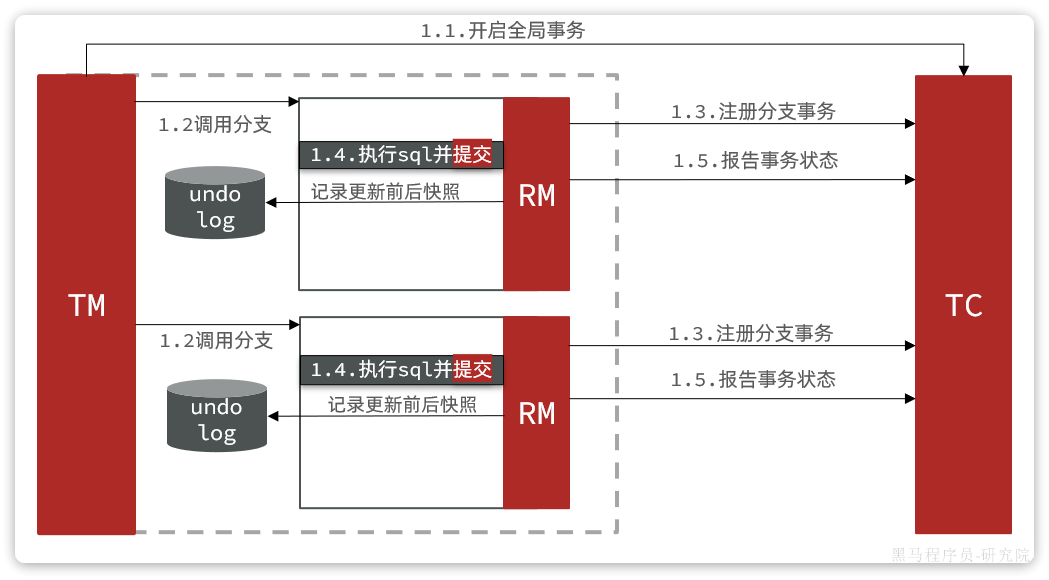 1.1.开启全局事务
TM
1.2调用分支
1.4.执行sql并提交
记录更新前后快照
undo
log
RM
1.3.注册分支事务
1.5.报告事务状态
1.2调用分支
1.4.执行sql并提交
记录更新前后快照
undo
log
RM
1.3.注册分支事务
1.5.报告事务状态
TC
黑马程序员-研究院